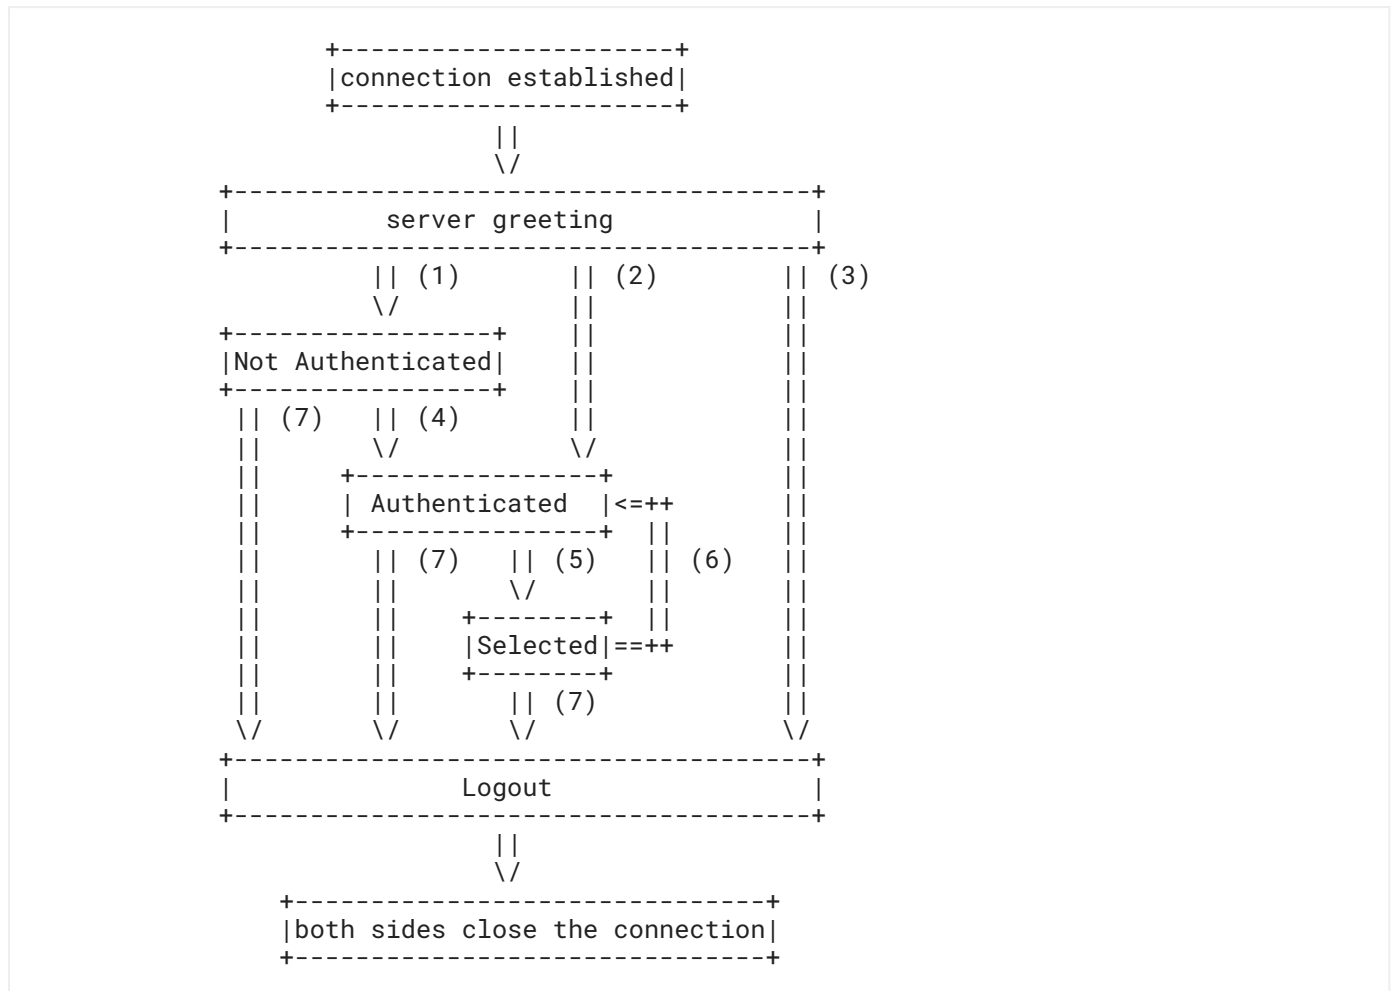 +----------------------+
                     |connection established|
                     +----------------------+
                                ||
                                \/
              +--------------------------------------+
              |          server greeting             |
              +--------------------------------------+
                        || (1)       || (2)        || (3)
                        \/           ||            ||
              +-----------------+    ||            ||
              |Not Authenticated|    ||            ||
              +-----------------+    ||            ||
               || (7)   || (4)       ||            ||
               ||       \/           \/            ||
               ||     +----------------+           ||
               ||     | Authenticated  |<=++       ||
               ||     +----------------+  ||       ||
               ||       || (7)   || (5)   || (6)   ||
               ||       ||       \/       ||       ||
               ||       ||    +--------+  ||       ||
               ||       ||    |Selected|==++       ||
               ||       ||    +--------+           ||
               ||       ||       || (7)            ||
               \/       \/       \/                \/
              +--------------------------------------+
              |               Logout                 |
              +--------------------------------------+
                                ||
                                \/
                  +-------------------------------+
                  |both sides close the connection|
                  +-------------------------------+